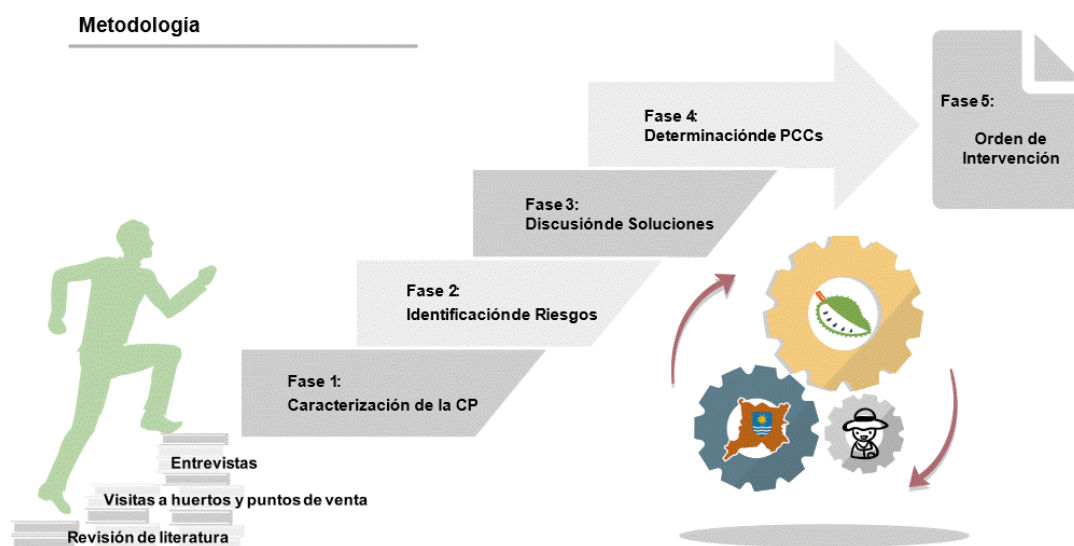 Metodología
Fase 1:
Caracterización de la CP
Fase 2:
Identificaciónde Riesgos
Fase 3:
Discusiónde Soluciones
Fase 4:
Determinaciónde PCCs
Fase 5:
Orden de
Intervención
Entrevistas
Visitas a huertos y puntos de venta
Revisión de literatura